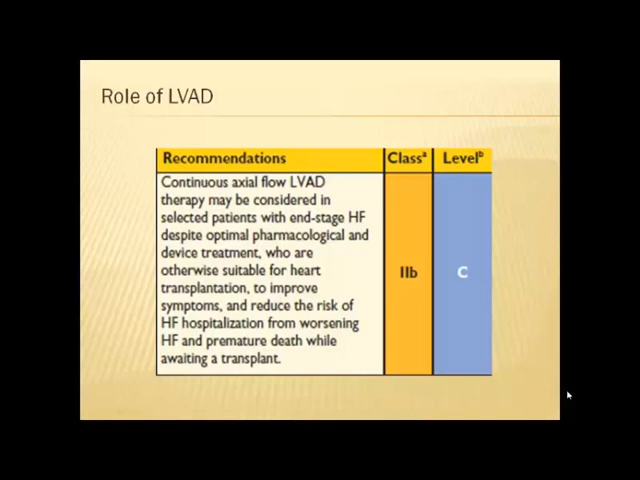 Role of LVAD
Recommendations Classᵃ Levelᵇ
Continuous axial flow LVAD
therapy may be considered in
selected patients with end-stage HF
despite optimal pharmacological and
device treatment, who are
otherwise suitable for heart
transplantation, to improve
symptoms, and reduce the risk of
HF hospitalization from worsening
HF and premature death while
awaiting a transplant.
IIb
C